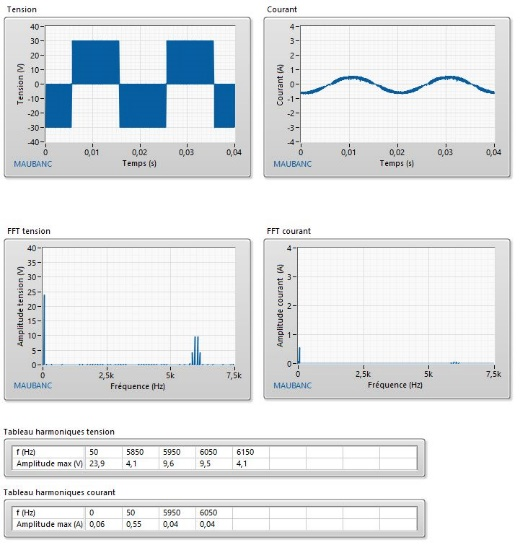 Tension
40
30
20
10
0
-10
-20
-30
-40
Tension (V)
0 0,01 0,02 0,03 0,04
Temps (s)
MAUBANC
Courant
4
3
2
1
0
-1
-2
-3
-4
Courant (A)
0 0,01 0,02 0,03 0,04
Temps (s)
MAUBANC
FFT tension
40
35
30
25
20
15
10
5
0
Amplitude tension (V)
0 2,5k 5k 7,5k
Fréquence (Hz)
MAUBANC
FFT courant
4
3
2
1
0
Amplitude courant (A)
0 2,5k 5k 7,5k
Fréquence (Hz)
MAUBANC
Tableau harmoniques tension
f (Hz) 50 5850 5950 6050 6150
Amplitude max (V) 23,9 4,1 9,6 9,5 4,1
Tableau harmoniques courant
f (Hz) 0 50 5950 6050
Amplitude max (A) 0,06 0,55 0,04 0,04